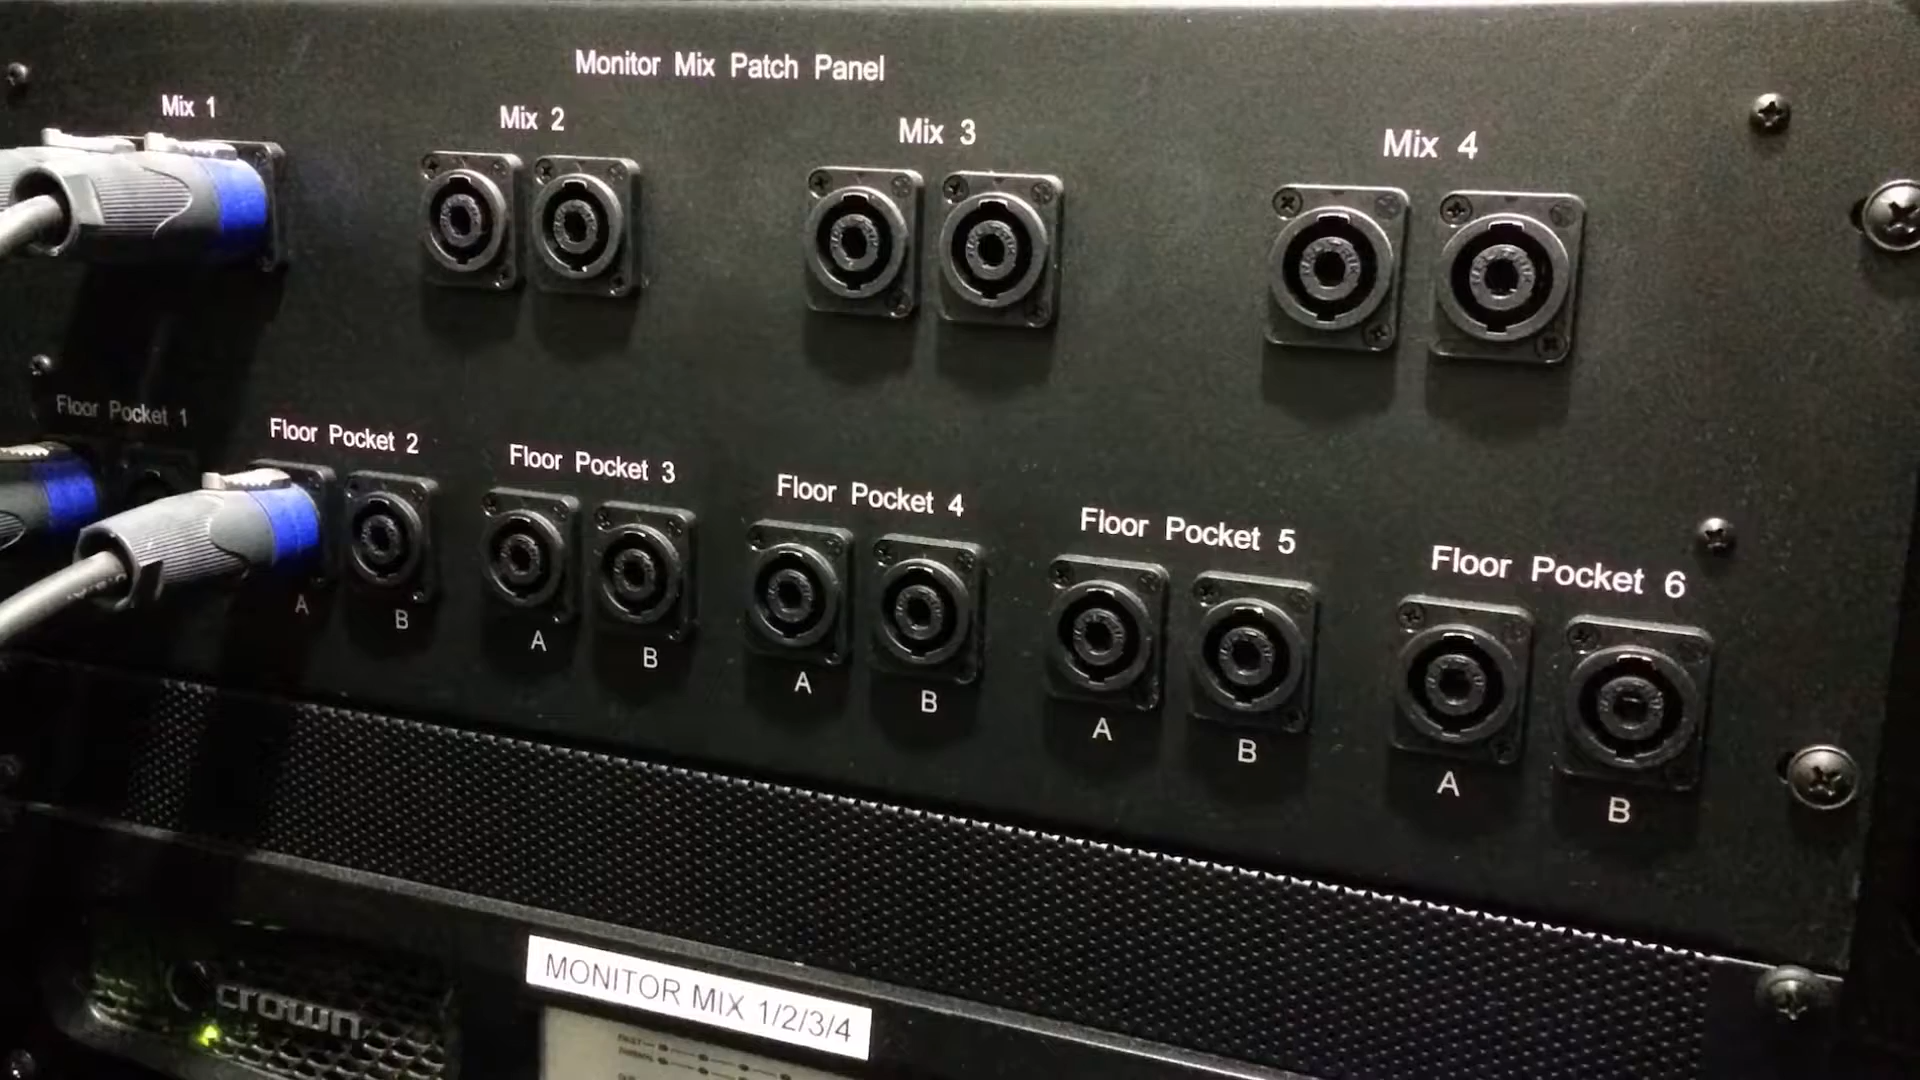 Monitor Mix Patch Panel
Mix 1
Mix 2
Mix 3
Mix 4
Floor Pocket 1
Floor Pocket 2
Floor Pocket 3
Floor Pocket 4
Floor Pocket 5
Floor Pocket 6
A B
A B
A B
A B
A B
crown
MONITOR MIX 1/2/3/4